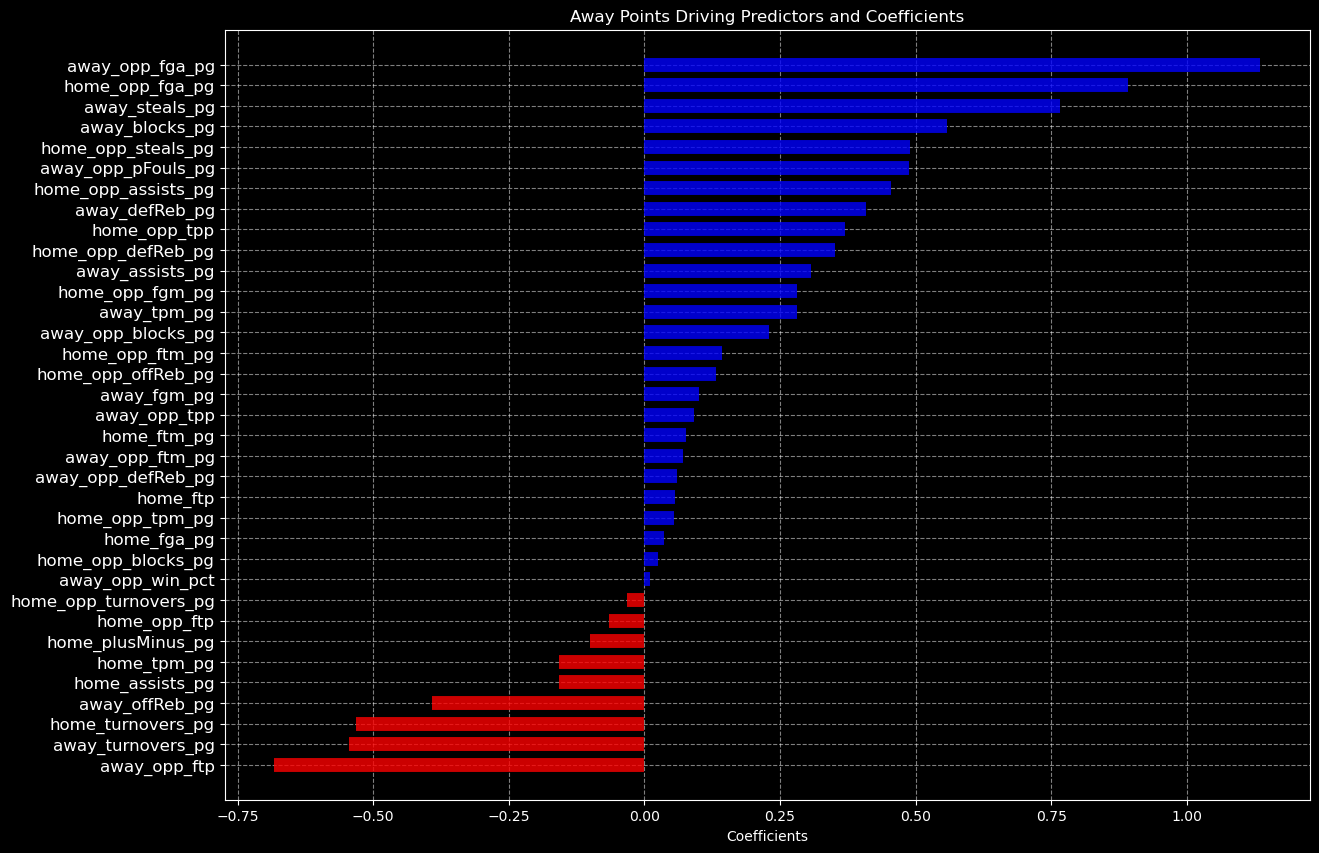 Away Points Driving Predictors and Coefficients
away_opp_fga_pg
home_opp_fga_pg
away_steals_pg
away_blocks_pg
home_opp_steals_pg
away_opp_pFouls_pg
home_opp_assists_pg
away_defReb_pg
home_opp_tpp
home_opp_defReb_pg
away_assists_pg
home_opp_fgm_pg
away_tpm_pg
away_opp_blocks_pg
home_opp_ftm_pg
home_opp_offReb_pg
away_fgm_pg
away_opp_tpp
home_ftm_pg
away_opp_ftm_pg
away_opp_defReb_pg
home_ftp
home_opp_tpm_pg
home_fga_pg
home_opp_blocks_pg
away_opp_win_pct
home_opp_turnovers_pg
home_opp_ftp
home_plusMinus_pg
home_tpm_pg
home_assists_pg
away_offReb_pg
home_turnovers_pg
away_turnovers_pg
away_opp_ftp
−0.75 −0.50 −0.25 0.00 0.25 0.50 0.75 1.00
Coefficients